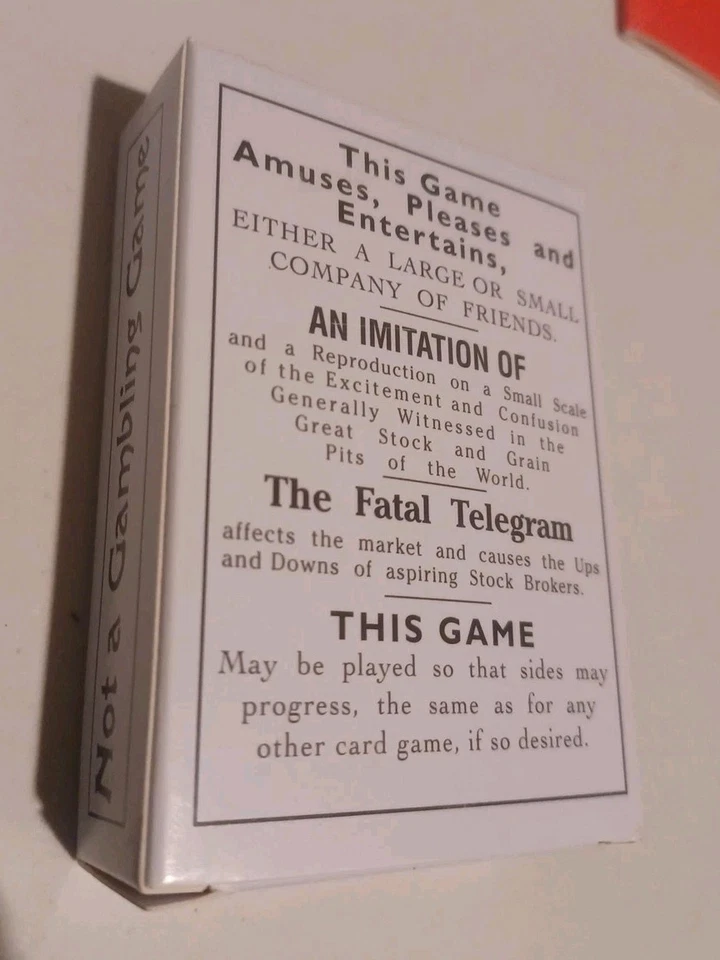 This Game
Amuses, Pleases and
Entertains,
EITHER A LARGE OR SMALL
COMPANY OF FRIENDS.
AN IMITATION OF
and a Reproduction on a Small Scale
of the Excitement and Confusion
Generally Witnessed in the
Great Stock and Grain
Pits of the World.
The Fatal Telegram
affects the market and causes the Ups
and Downs of aspiring Stock Brokers.
THIS GAME
May be played so that sides may
progress, the same as for any
other card game, if so desired.
Not a Gambling Game